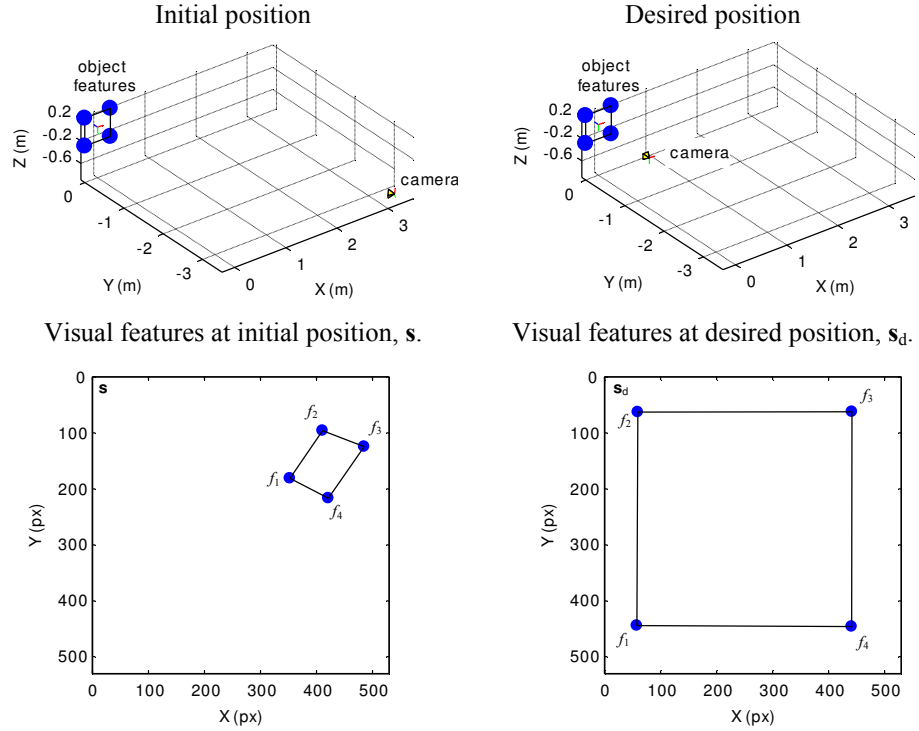 Initial position
Desired position
object
features
0.2
-0.2
-0.6
Z (m)
0
-1
-2
-3
Y (m)
0
1
2
3
X (m)
camera
object
features
0.2
-0.2
-0.6
Z (m)
0
-1
-2
-3
Y (m)
0
1
2
3
X (m)
camera
Visual features at initial position, s.
Visual features at desired position, s_d.
0
100
200
300
400
500
Y (px)
s
f2
f3
f1
f4
0 100 200 300 400 500
X (px)
0
100
200
300
400
500
Y (px)
s_d
f3
f2
f1
f4
0 100 200 300 400 500
X (px)